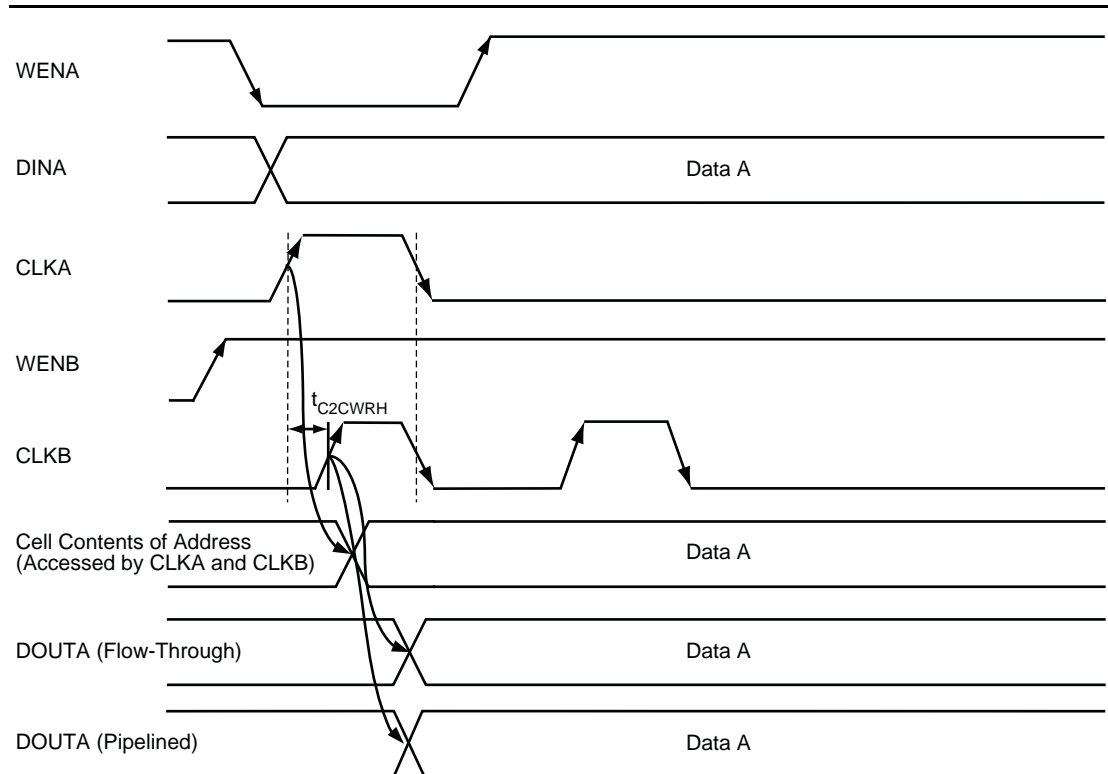 WENA
DINA
Data A
CLKA
WENB
tC2CWRH
CLKB
Cell Contents of Address
(Accessed by CLKA and CLKB)
Data A
DOUTA (Flow-Through)
Data A
DOUTA (Pipelined)
Data A